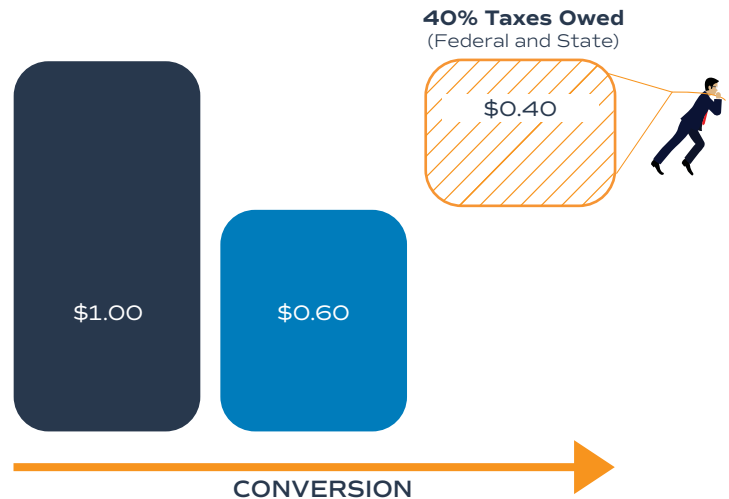 40% Taxes Owed
(Federal and State)
$0.40
$1.00
$0.60
CONVERSION